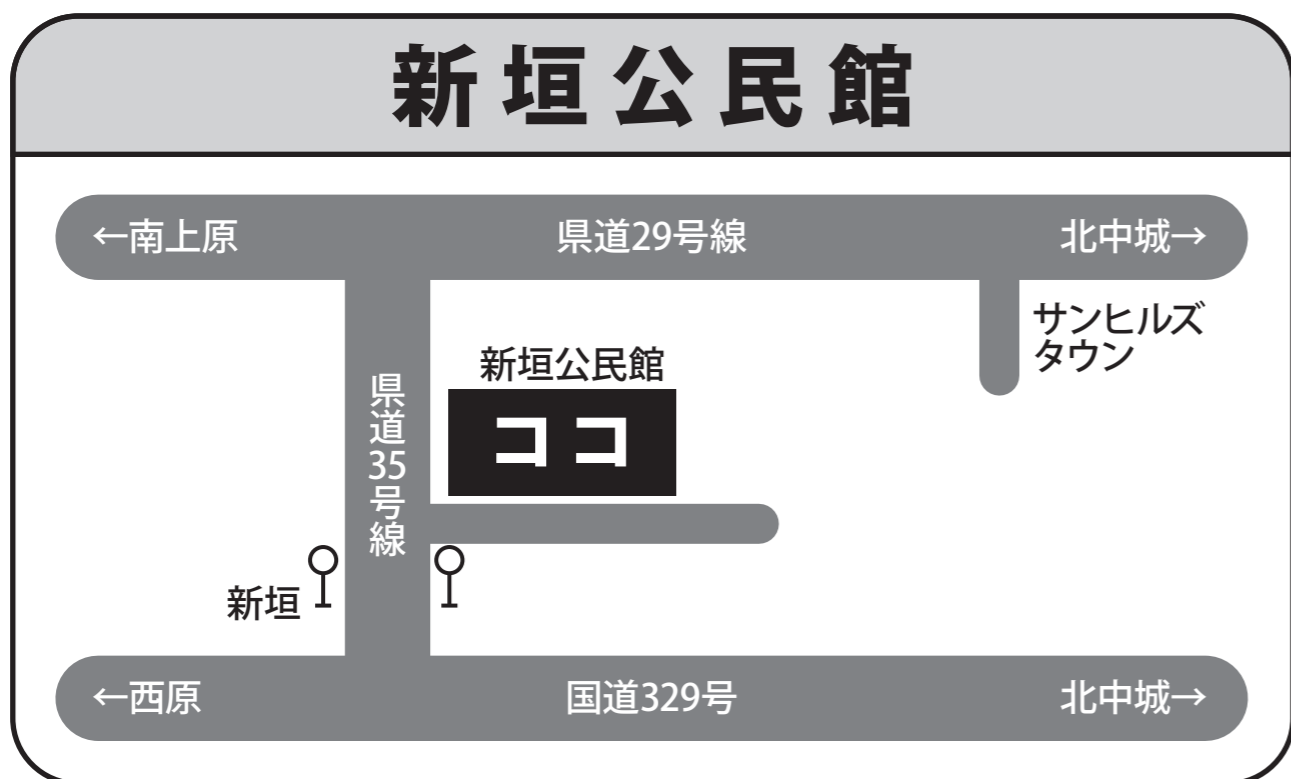 新垣公民館
←南上原
県道29号線
北中城→
サンヒルズ
タウン
新垣公民館
ココ
県道35号線
新垣
←西原
国道329号
北中城→